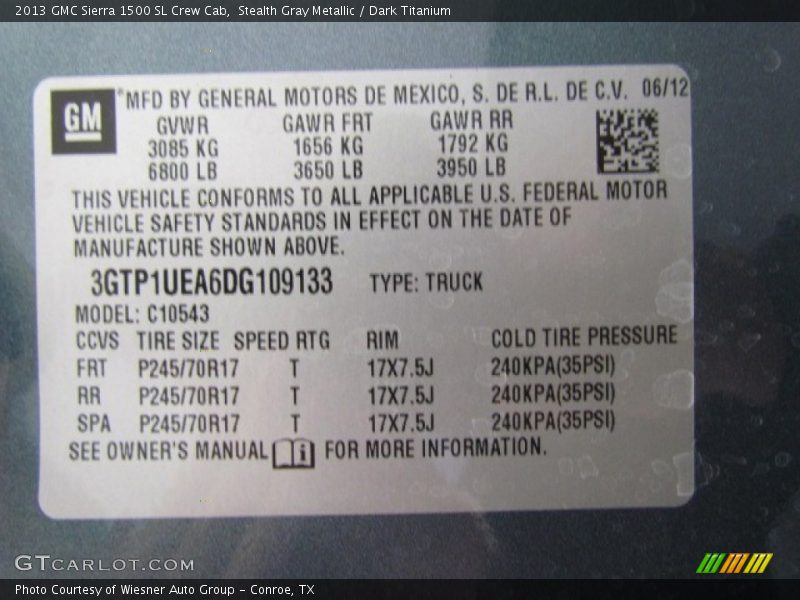 2013 GMC Sierra 1500 SL Crew Cab,  Stealth Gray Metallic / Dark Titanium
GM
*MFD BY GENERAL MOTORS DE MEXICO, S. DE R.L. DE C.V. 06/12
GVWR GAWR FRT GAWR RR
3085 KG 1656 KG 1792 KG
6800 LB 3650 LB 3950 LB
THIS VEHICLE CONFORMS TO ALL APPLICABLE U.S. FEDERAL MOTOR
VEHICLE SAFETY STANDARDS IN EFFECT ON THE DATE OF
MANUFACTURE SHOWN ABOVE.
3GTP1UEA6DG109133 TYPE: TRUCK
MODEL: C10543
CCVS TIRE SIZE SPEED RTG RIM COLD TIRE PRESSURE
FRT P245/70R17 T 17X7.5J 240KPA(35PSI)
RR P245/70R17 T 17X7.5J 240KPA(35PSI)
SPA P245/70R17 T 17X7.5J 240KPA(35PSI)
SEE OWNER'S MANUAL i FOR MORE INFORMATION.
GTCARLOT.COM
Photo Courtesy of Wiesner Auto Group - Conroe, TX